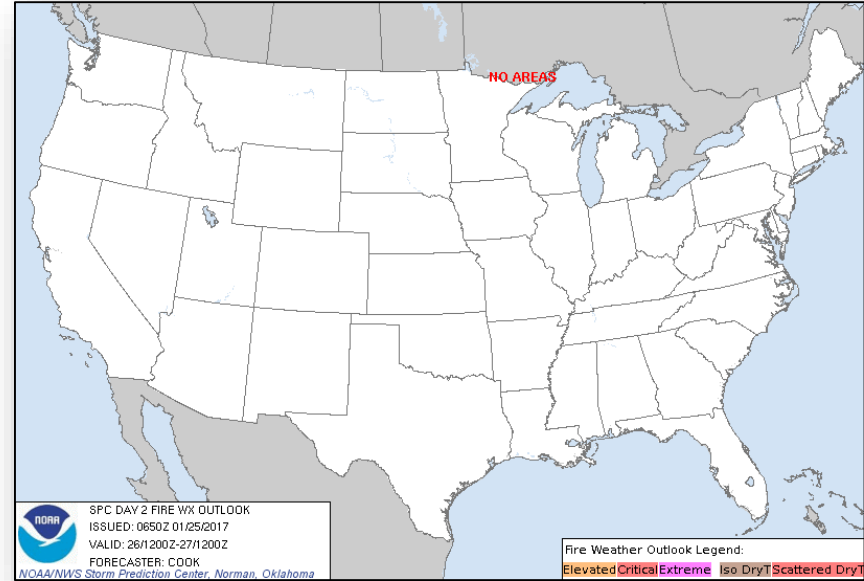 NO AREAS
NOAA
SPC DAY 2 FIRE WX OUTLOOK
ISSUED: 0650Z 01/25/2017
VALID: 26/1200Z-27/1200Z
FORECASTER: COOK
NOAA/NWS Storm Prediction Center, Norman, Oklahoma
Fire Weather Outlook Legend:
Elevated Critical Extreme Iso DryT Scattered DryT